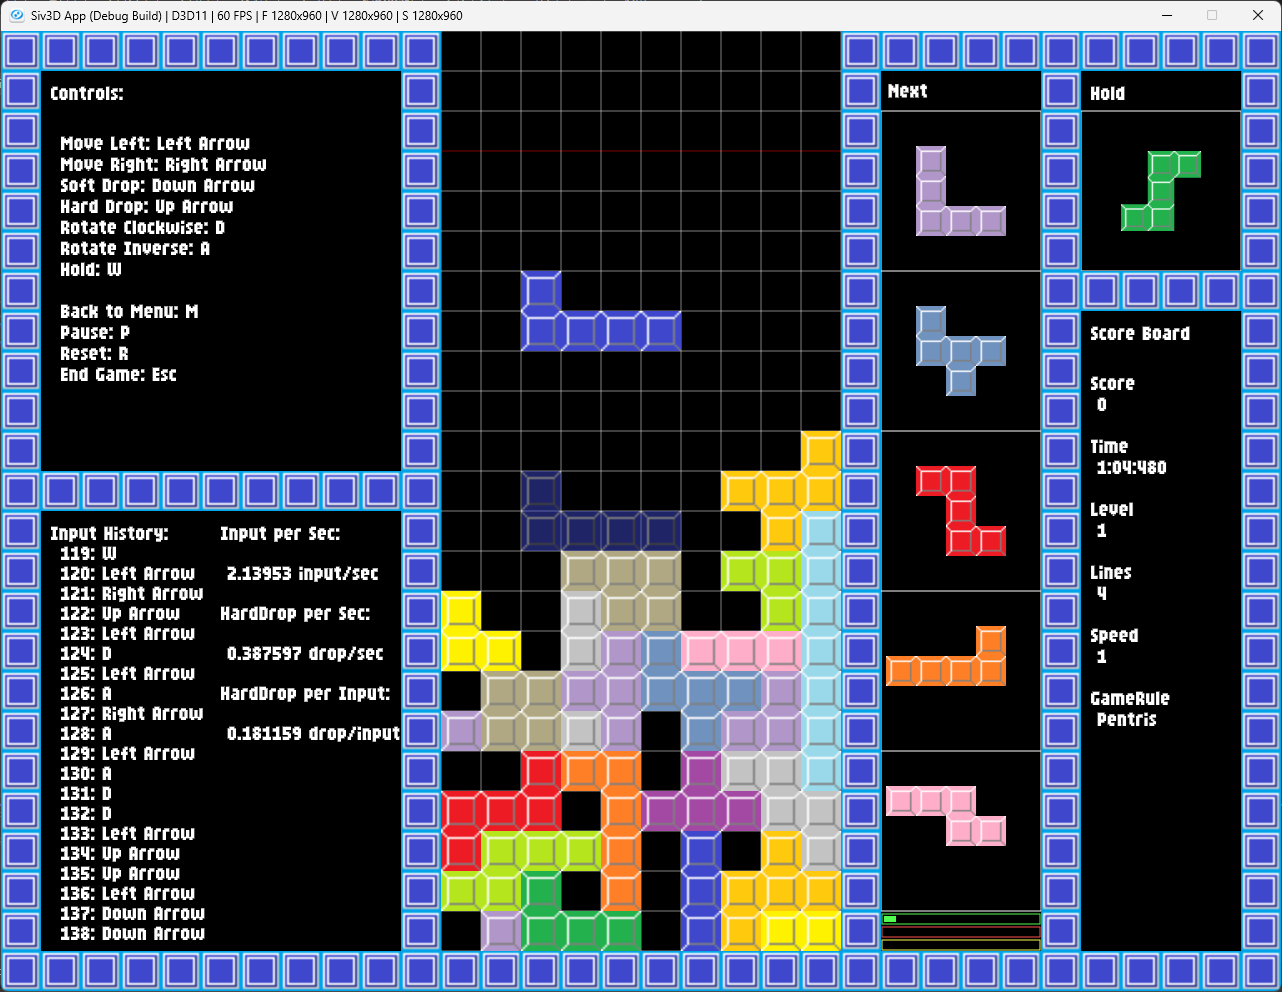 Siv3D App (Debug Build) | D3D11 | 60 FPS | F 1280x960 | V 1280x960 | S 1280x960
Controls:
Move Left: Left Arrow
Move Right: Right Arrow
Soft Drop: Down Arrow
Hard Drop: Up Arrow
Rotate Clockwise: D
Rotate Inverse: A
Hold: W
Back to Menu: M
Pause: P
Reset: R
End Game: Esc
Input History:
119: W
120: Left Arrow
121: Right Arrow
122: Up Arrow
123: Left Arrow
124: D
125: Left Arrow
126: A
127: Right Arrow
128: A
129: Left Arrow
130: A
131: D
132: D
133: Left Arrow
134: Up Arrow
135: Up Arrow
136: Left Arrow
137: Down Arrow
138: Down Arrow
Input per Sec:
2.13953 input/sec
HardDrop per Sec:
0.387597 drop/sec
HardDrop per Input:
0.181159 drop/input
Next
Hold
Score Board
Score
0
Time
1:04:480
Level
1
Lines
4
Speed
1
GameRule
Pentris